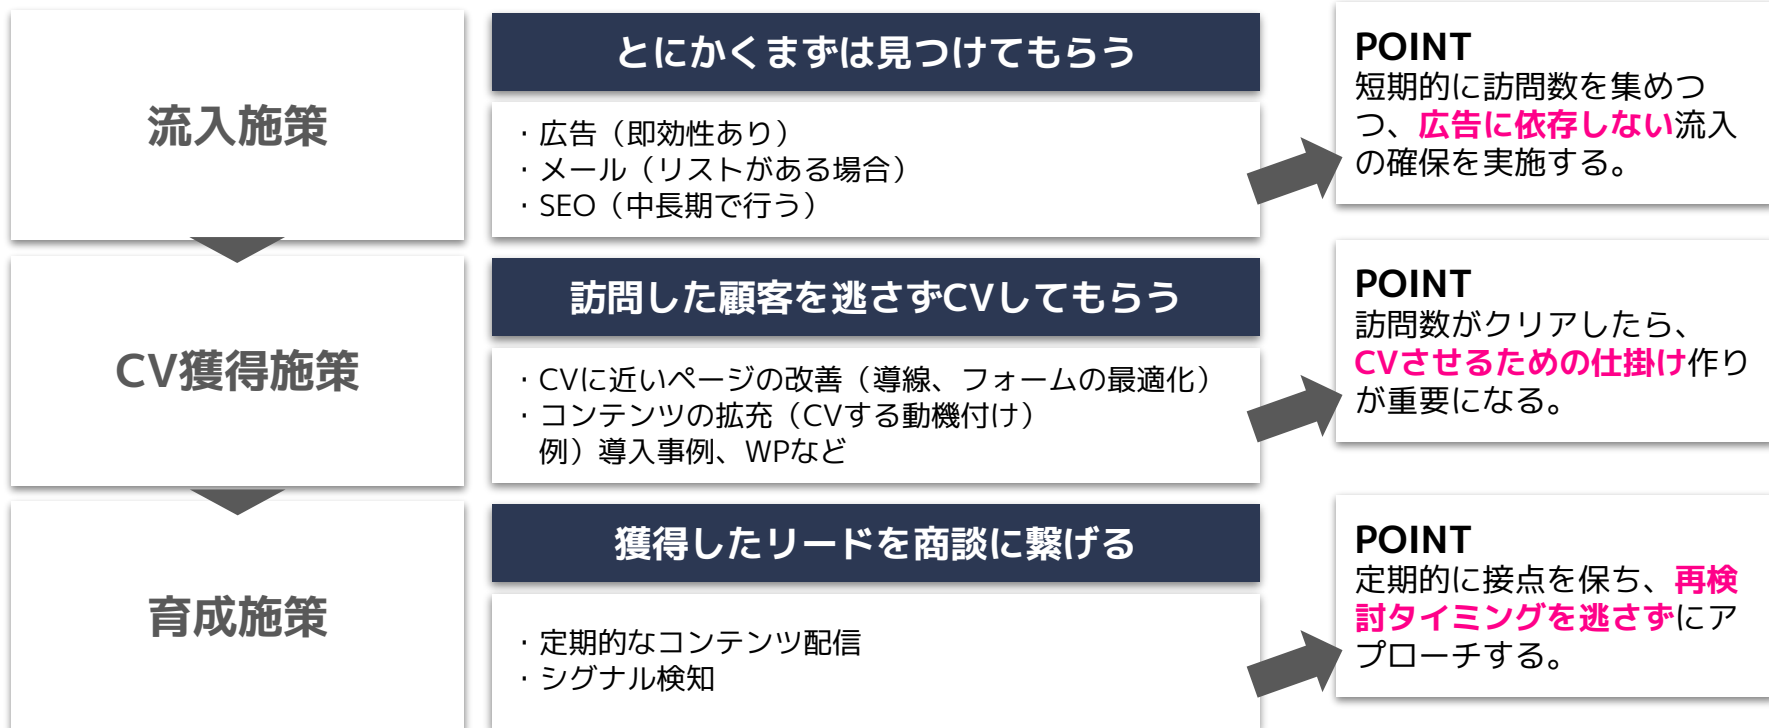 流入施策
とにかくまずは見つけてもらう
・広告（即効性あり）
・メール（リストがある場合）
・SEO（中長期で行う）
POINT
短期的に訪問数を集めつ
つ、広告に依存しない流入
の確保を実施する。
CV獲得施策
訪問した顧客を逃さずCVしてもらう
・CVに近いページの改善（導線、フォームの最適化）
・コンテンツの拡充（CVする動機付け）
例）導入事例、WPなど
POINT
訪問数がクリアしたら、
CVさせるための仕掛け作り
が重要になる。
育成施策
獲得したリードを商談に繋げる
・定期的なコンテンツ配信
・シグナル検知
POINT
定期的に接点を保ち、再検
討タイミングを逃さずにア
プローチする。